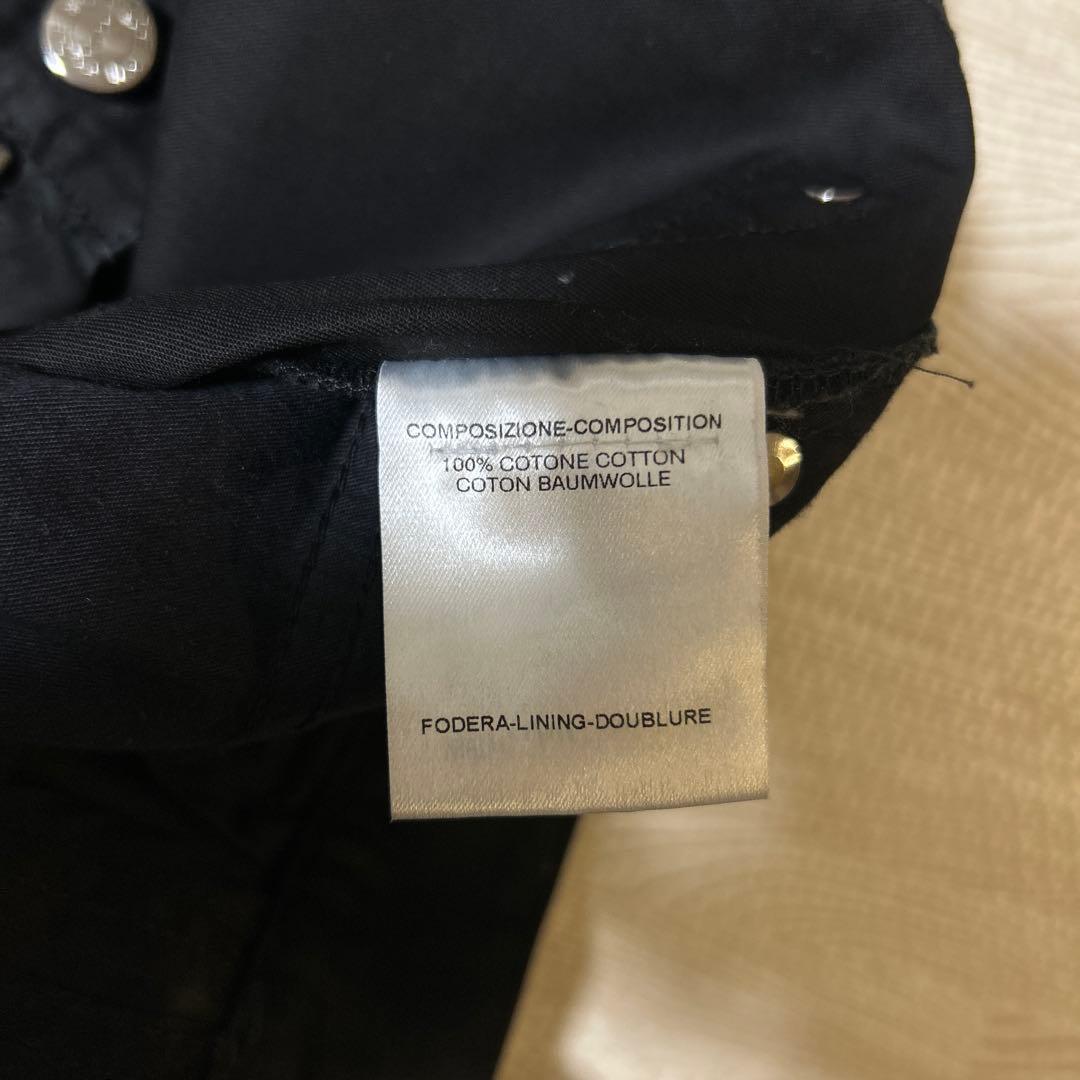 COMPOSIZIONE-COMPOSITION
100% COTONE COTTON
COTON BAUMWOLLE
FODERA-LINING-DOUBLURE